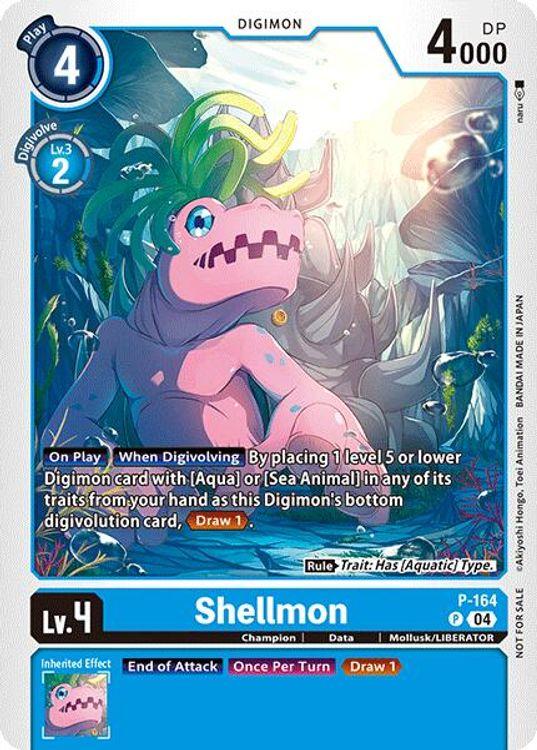 DIGIMON
Play
4
4000 DP
Digivolve
Lv.3
2
naru
On Play When Digivolving By placing 1 level 5 or lower
Digimon card with [Aqua] or [Sea Animal] in any of its
traits from your hand as this Digimon's bottom
digivolution card, Draw 1.
Rule Trait: Has [Aquatic] Type.
©Akiyoshi Hongo, Toei Animation BANDAI MADE IN JAPAN
NOT FOR SALE
Lv.4
Shellmon
P-164
P 04
Champion | Data | Mollusk/LIBERATOR
Inherited Effect
End of Attack Once Per Turn Draw 1